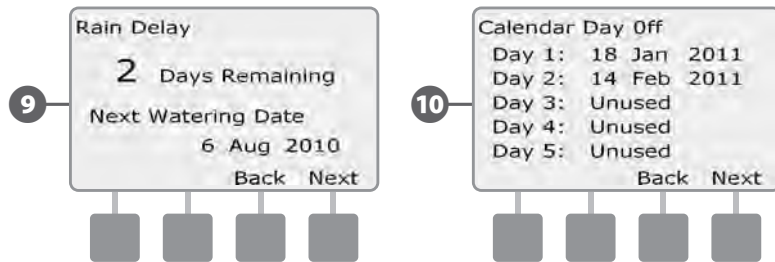 9
Rain Delay
2 Days Remaining
Next Watering Date
6 Aug 2010
Back Next
10
Calendar Day Off
Day 1: 18 Jan 2011
Day 2: 14 Feb 2011
Day 3: Unused
Day 4: Unused
Day 5: Unused
Back Next